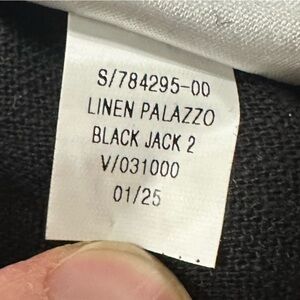 S/784295-00
LINEN PALAZZO
BLACK JACK 2
V/031000
01/25